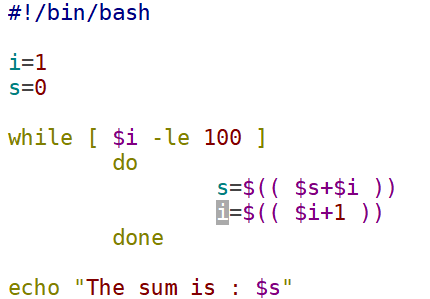 #!/bin/bash
i=1
s=0
while [ $i -le 100 ]
do
s=$(( $s+$i ))
i=$(( $i+1 ))
done
echo "The sum is : $s"